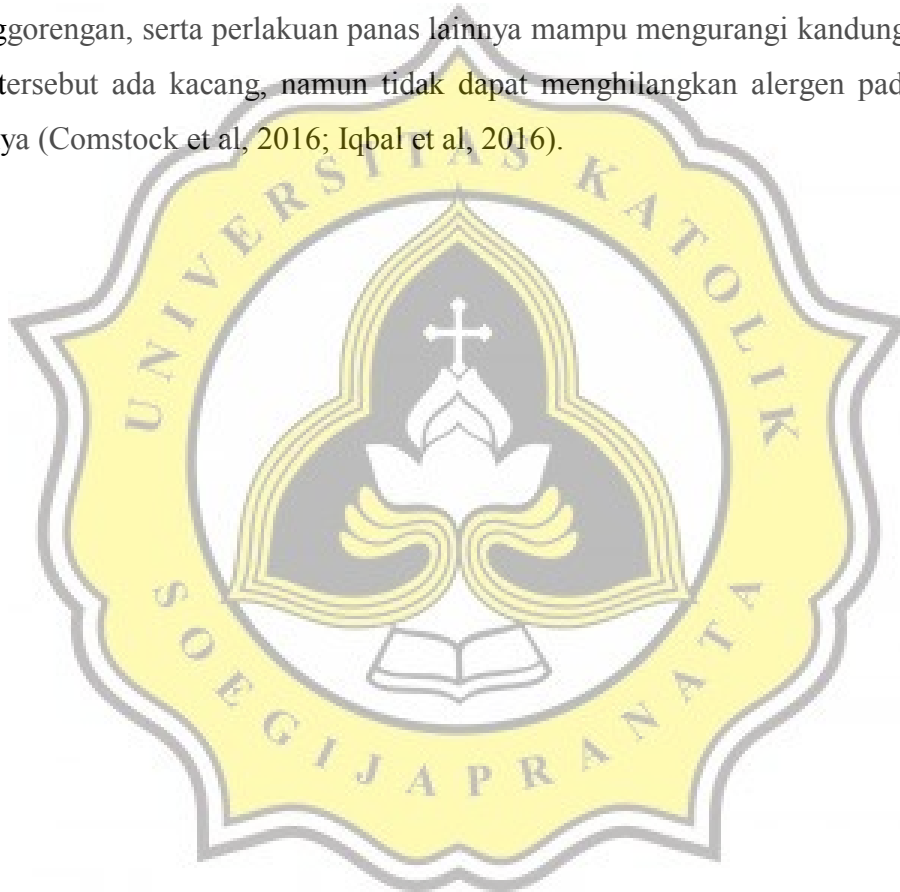 ggorengan, serta perlakuan panas lainnya mampu mengurangi kandung
tersebut ada kacang, namun tidak dapat menghilangkan alergen pad
ya (Comstock et al, 2016; Iqbal et al, 2016).
UNIVERSITAS KATOLIK
SOEGIJAPRANATA